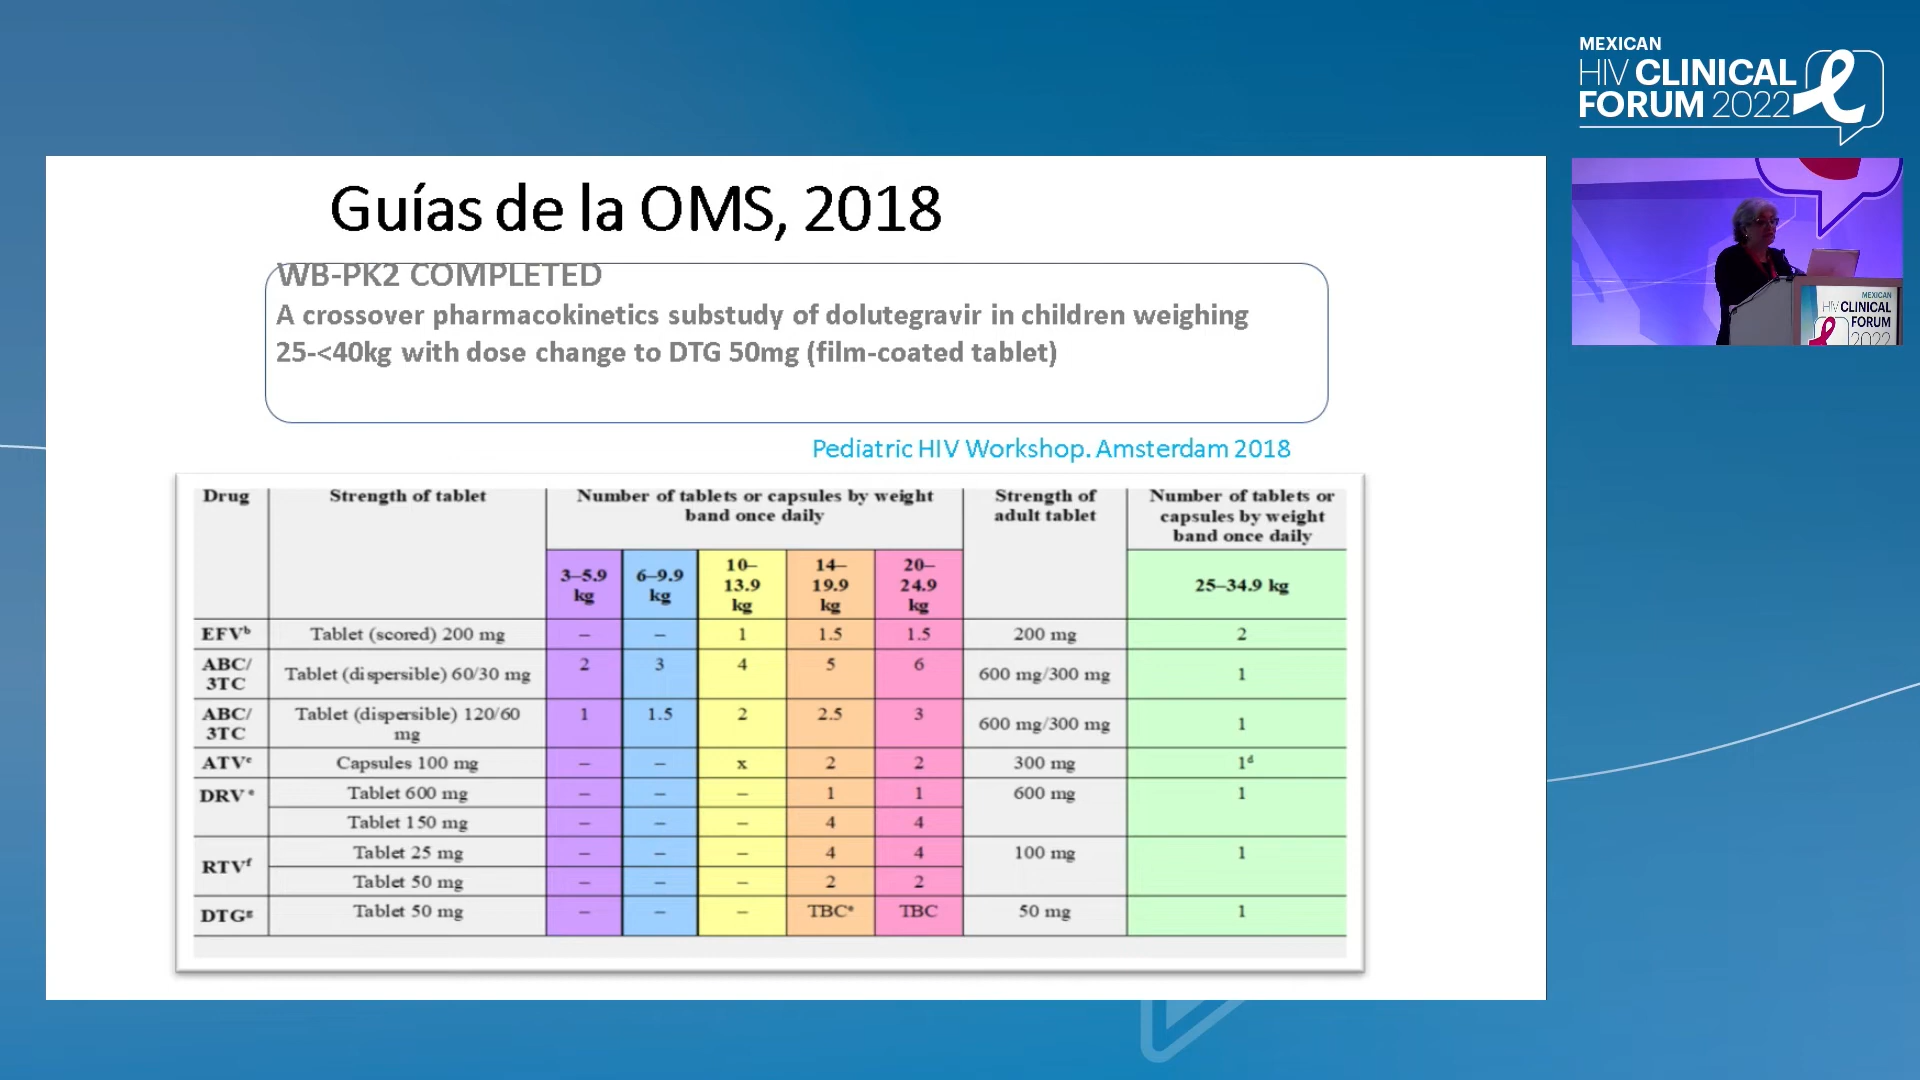 MEXICAN
HIV CLINICAL
FORUM 2022
Guías de la OMS, 2018
WB-PK2 COMPLETED
A crossover pharmacokinetics substudy of dolutegravir in children weighing
25-<40kg with dose change to DTG 50mg (film-coated tablet)
Pediatric HIV Workshop. Amsterdam 2018
Drug Strength of tablet Number of tablets or capsules by weight band once daily Strength of adult tablet Number of tablets or capsules by weight band once daily
3–5.9 kg 6–9.9 kg 10–13.9 kg 14–19.9 kg 20–24.9 kg 25–34.9 kg
EFVᵇ Tablet (scored) 200 mg – – 1 1.5 1.5 200 mg 2
ABC/3TC Tablet (dispersible) 60/30 mg 2 3 4 5 6 600 mg/300 mg 1
ABC/3TC Tablet (dispersible) 120/60 mg 1 1.5 2 2.5 3 600 mg/300 mg 1
ATVᶜ Capsules 100 mg – – x 2 2 300 mg 1ᵈ
DRVᵉ Tablet 600 mg – – – 1 1 600 mg 1
Tablet 150 mg – – – 4 4
RTVᶠ Tablet 25 mg – – – 4 4 100 mg 1
Tablet 50 mg – – – 2 2
DTGᵍ Tablet 50 mg – – – TBC* TBC 50 mg 1
MEXICAN
HIV CLINICAL
FORUM
2022